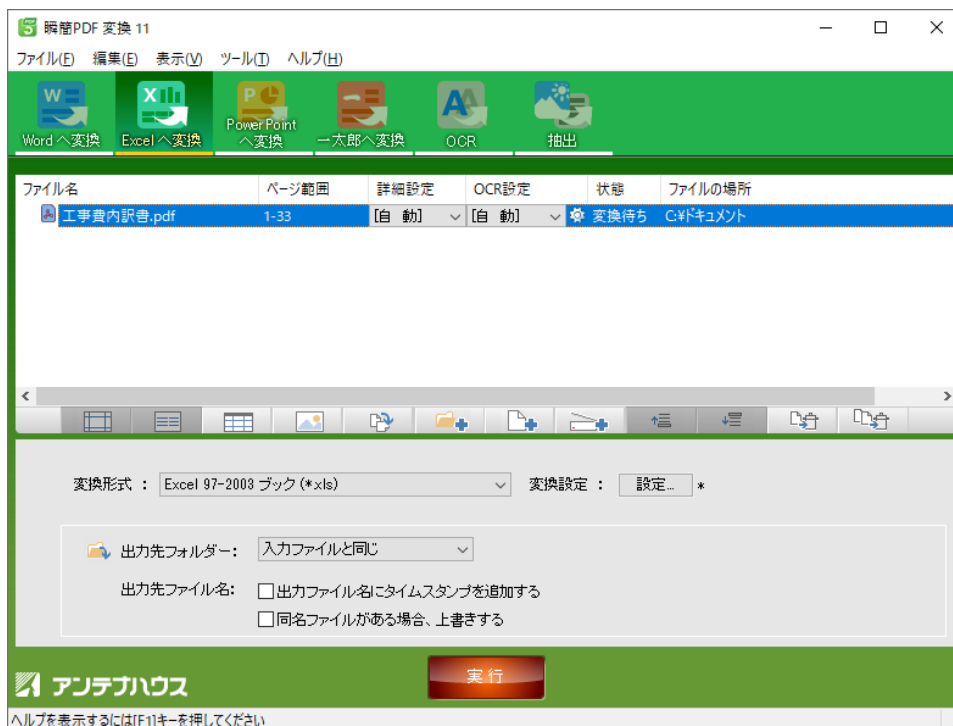 瞬簡PDF 変換 11
ファイル(F) 編集(E) 表示(V) ツール(T) ヘルプ(H)
Word へ変換 Excel へ変換 PowerPoint へ変換 一太郎へ変換 OCR 抽出
ファイル名 ページ範囲 詳細設定 OCR設定 状態 ファイルの場所
工事費内訳書.pdf 1-33 [自 動] [自 動] 変換待ち C:¥ドキュメント
変換形式 : Excel 97-2003 ブック (*.xls) 変換設定 : 設定... *
出力先フォルダー: 入力ファイルと同じ
出力先ファイル名: 出力ファイル名にタイムスタンプを追加する
同名ファイルがある場合、上書きする
実行
アンテナハウス
ヘルプを表示するには[F1]キーを押してください